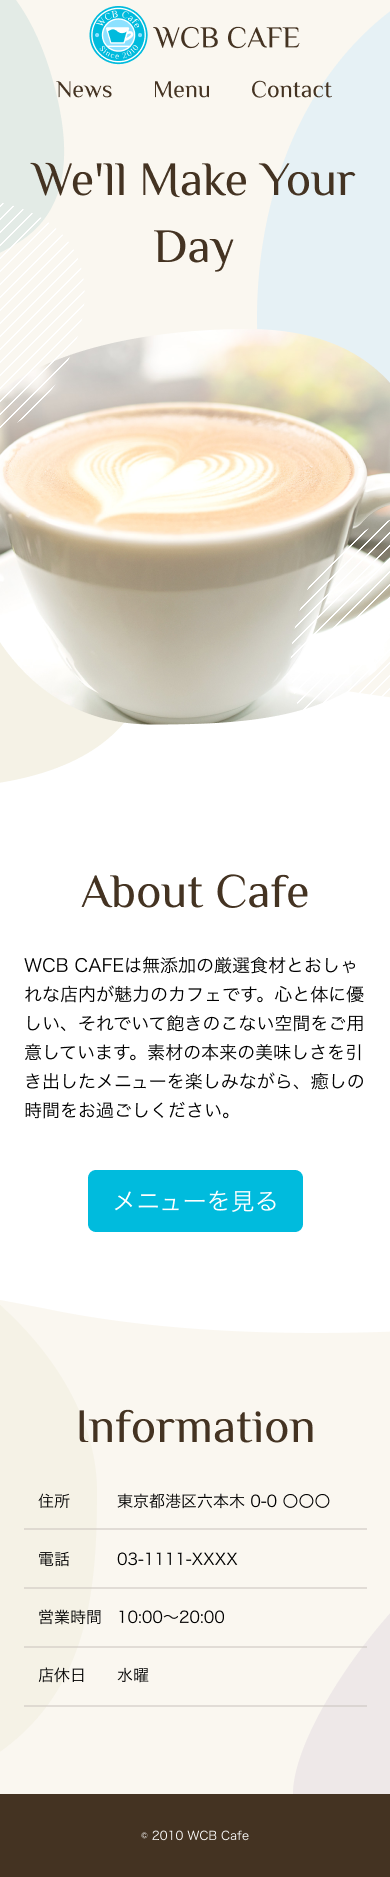 WCB Cafe
Since 2010
WCB CAFE
News Menu Contact
We'll Make Your
Day
About Cafe
WCB CAFEは無添加の厳選食材とおしゃ
れな店内が魅力のカフェです。心と体に優
しい、それでいて飽きのこない空間をご用
意しています。素材の本来の美味しさを引
き出したメニューを楽しみながら、癒しの
時間をお過ごしください。
メニューを見る
Information
住所 東京都港区六本木 0-0 〇〇〇
電話 03-1111-XXXX
営業時間 10:00〜20:00
店休日 水曜
© 2010 WCB Cafe